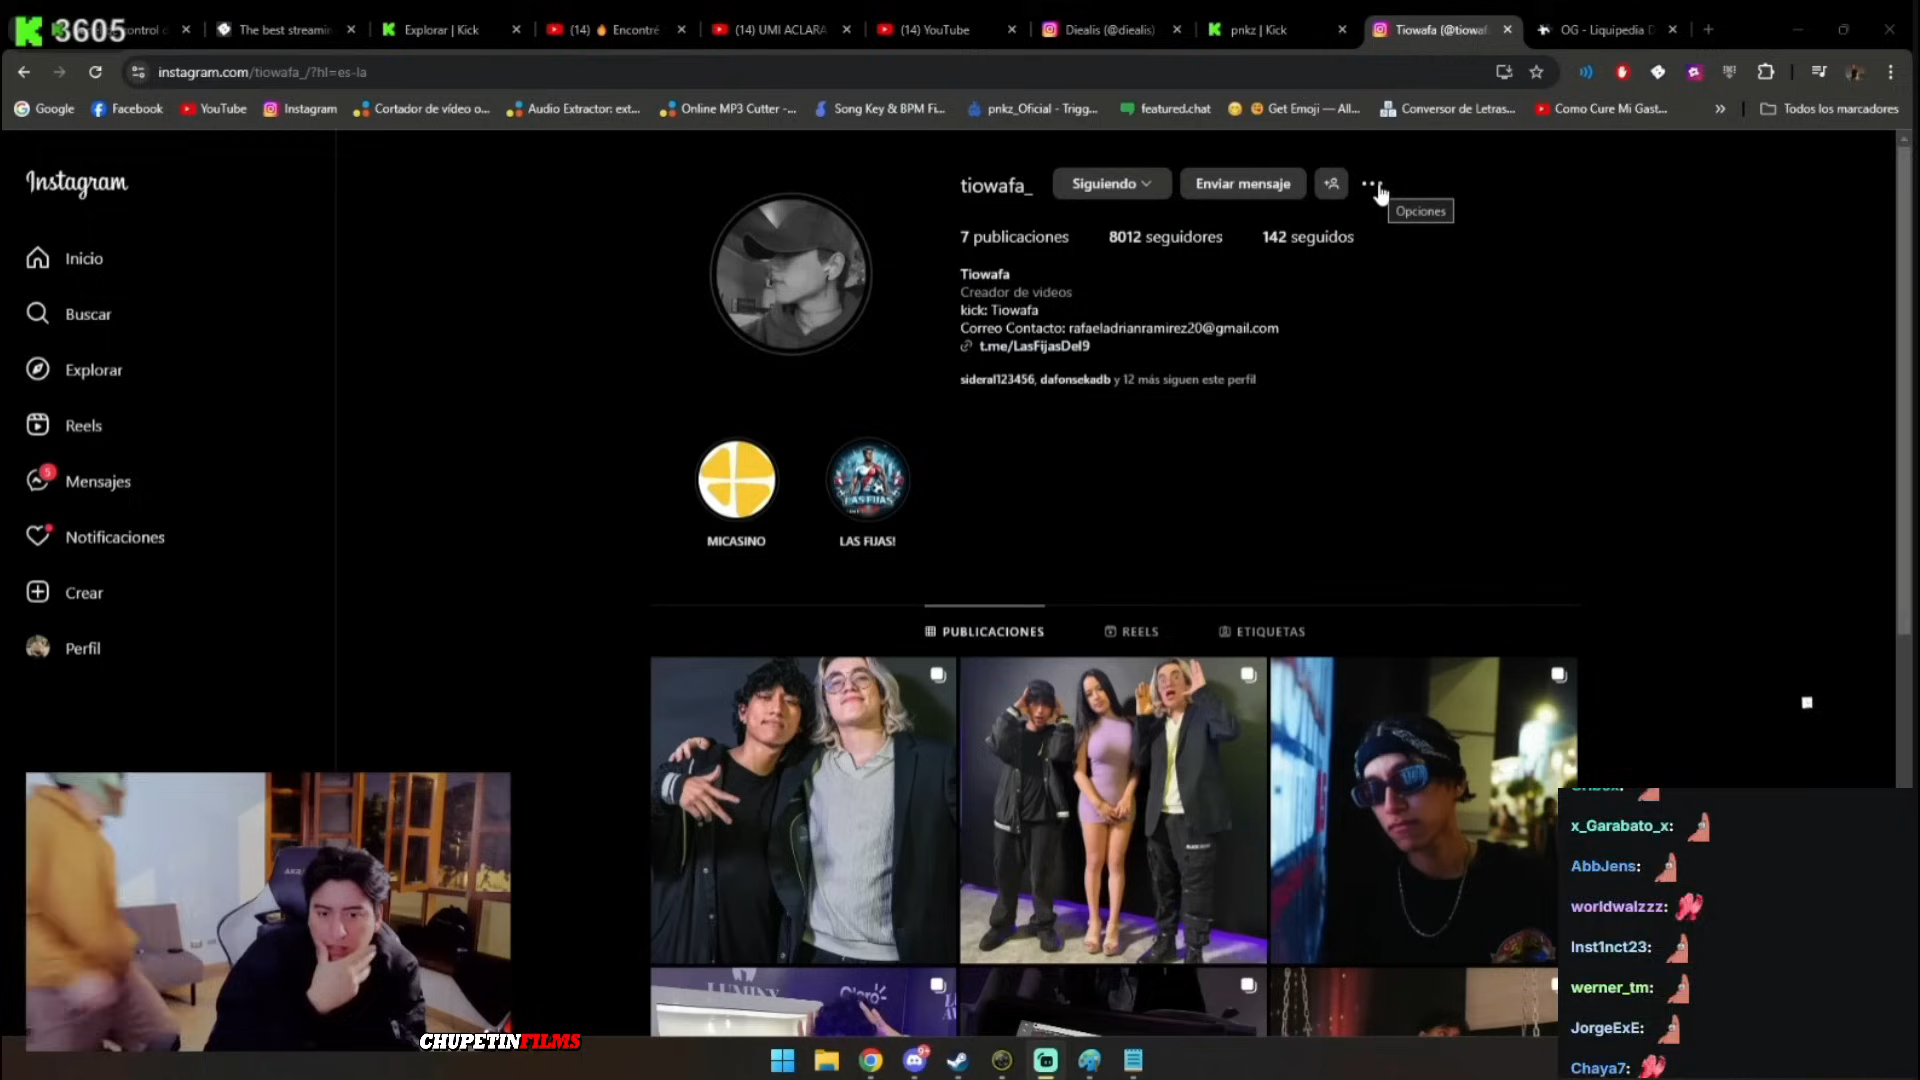 3605
ontrol d
The best streamin
Explorar | Kick
(14) 🔥 Encontré
(14) UMI ACLARA
(14) YouTube
Diealis (@diealis)
pnkz | Kick
Tiowafa (@tiowaf
OG - Liquipedia D
instagram.com/tiowafa_/?hl=es-la
Google
Facebook
YouTube
Instagram
Cortador de vídeo o...
Audio Extractor: ext...
Online MP3 Cutter -...
Song Key & BPM Fi...
pnkz_Oficial - Trigg...
featured.chat
Get Emoji — All...
Conversor de Letras...
Como Cure Mi Gast...
»
Todos los marcadores
Instagram
Inicio
Buscar
Explorar
Reels
5
Mensajes
Notificaciones
Crear
Perfil
tiowafa_
Siguiendo
Enviar mensaje
Opciones
7 publicaciones
8012 seguidores
142 seguidos
Tiowafa
Creador de videos
kick: Tiowafa
Correo Contacto: rafaeladrianramirez20@gmail.com
t.me/LasFijasDel9
sideral123456, dafonsekadb y 12 más siguen este perfil
LAS FIJAS
MICASINO
LAS FIJAS!
PUBLICACIONES
REELS
ETIQUETAS
Claro
x_Garabato_x:
AbbJens:
worldwalzzz:
Inst1nct23:
werner_tm:
JorgeExE:
Chaya7:
CHUPETINFILMS